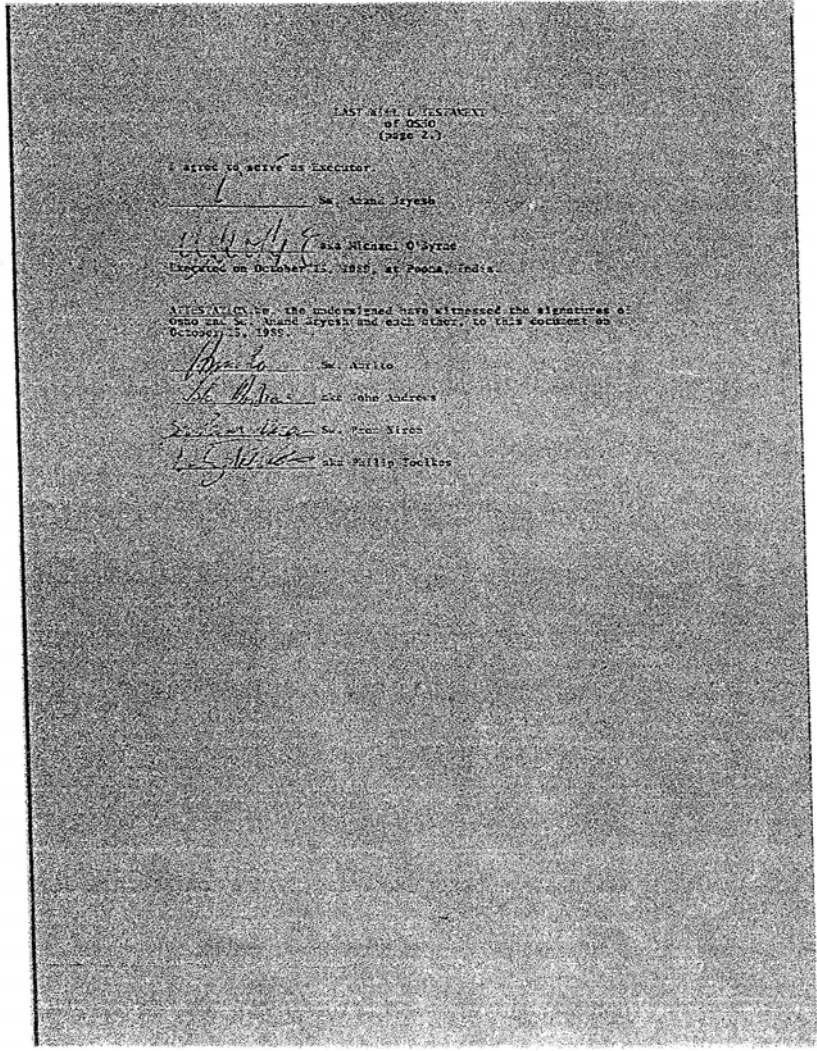 LAST WILL & TESTAMENT
of OSHO
(page 2.)
I agree to serve as Executor.
Sw. Anand Jayesh
aka Michael O'Byrne
Executed on October 15, 1989, at Poona, India.
ATTESTATION We, the undersigned have witnessed the signatures of
Osho and Sw. Anand Jayesh and each other, to this document on
October 15, 1989.
Sw. Amrito
aka John Andrews
Sw. Prem Niren
aka Philip Toelkes